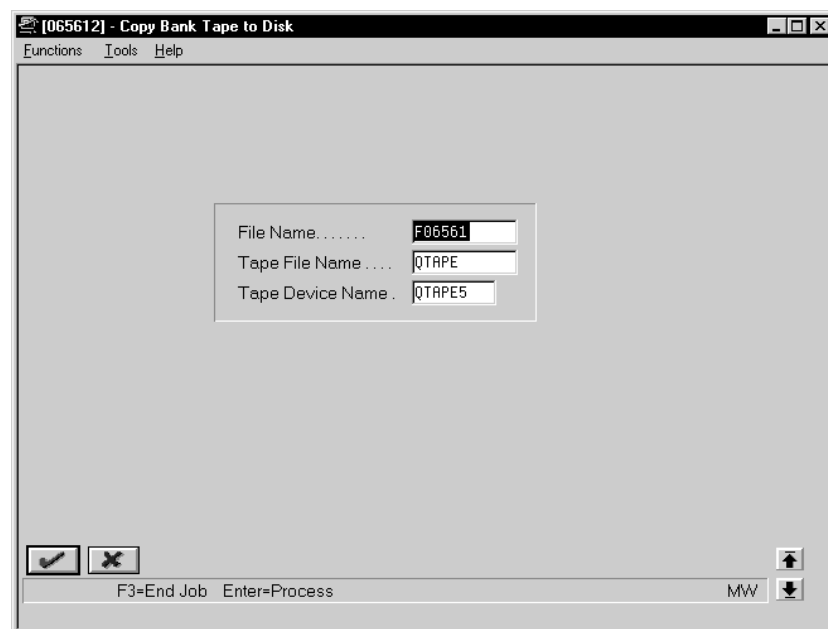 [065612] - Copy Bank Tape to Disk
Functions Tools Help
File Name....... F06561
Tape File Name.... QTAPE
Tape Device Name. QTAPE5
F3=End Job Enter=Process MW